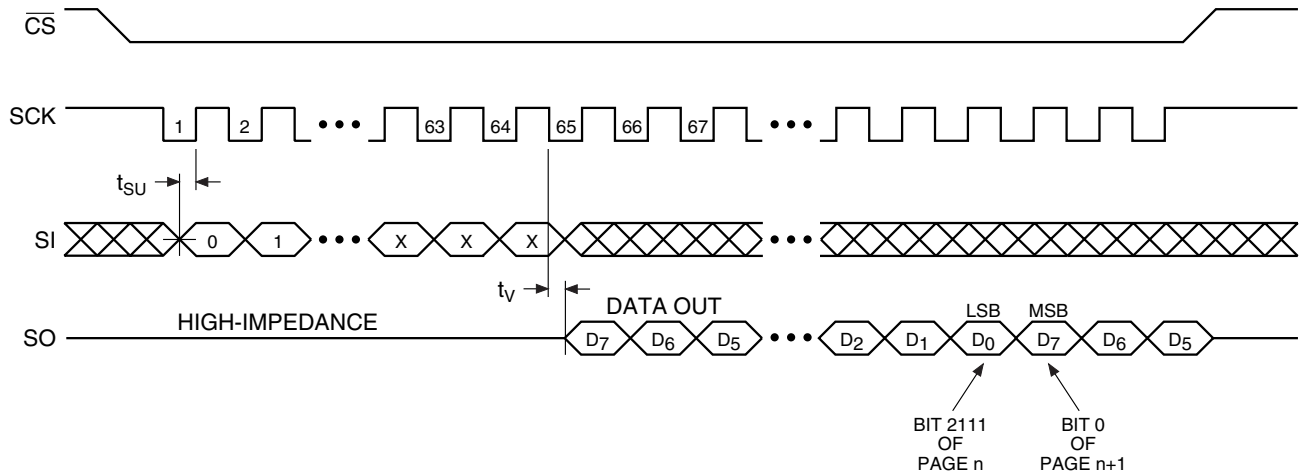 CS
SCK 1 2 ••• 63 64 65 66 67 •••
tSU
SI 0 1 ••• X X X •••
tV
HIGH-IMPEDANCE
DATA OUT
LSB MSB
SO D7 D6 D5 ••• D2 D1 D0 D7 D6 D5
BIT 2111
OF
PAGE n
BIT 0
OF
PAGE n+1